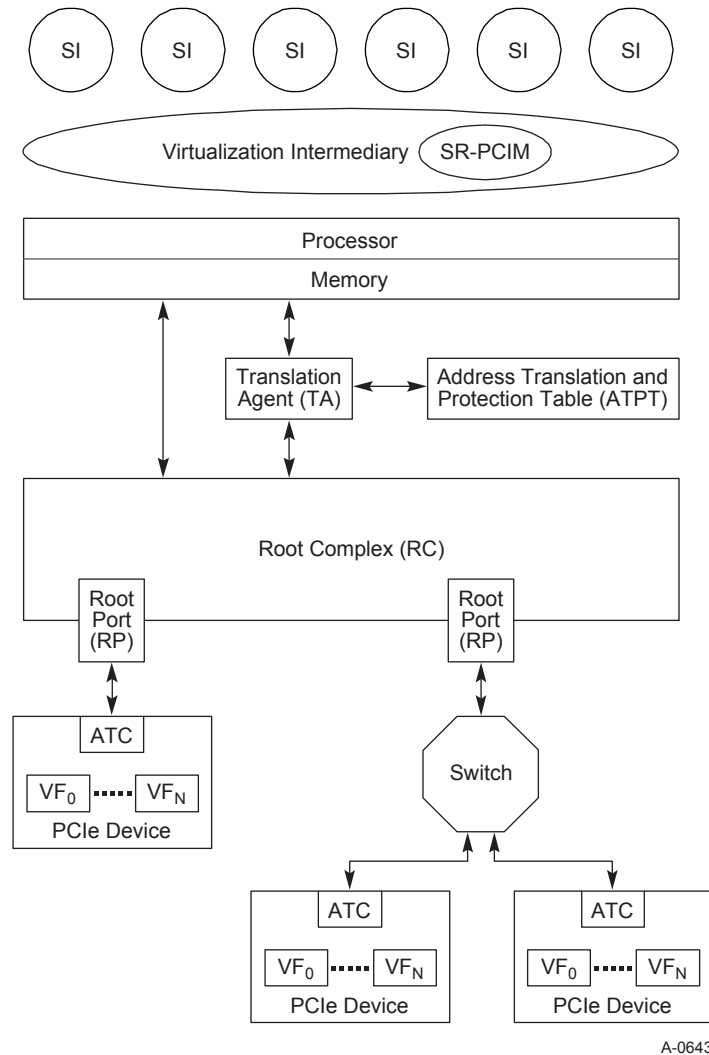 SI SI SI SI SI SI
Virtualization Intermediary SR-PCIM
Processor
Memory
Translation
Agent (TA)
Address Translation and
Protection Table (ATPT)
Root Complex (RC)
Root
Port
(RP)
Root
Port
(RP)
ATC
VF0 VFN
PCIe Device
Switch
ATC
VF0 VFN
PCIe Device
ATC
VF0 VFN
PCIe Device
A-0643